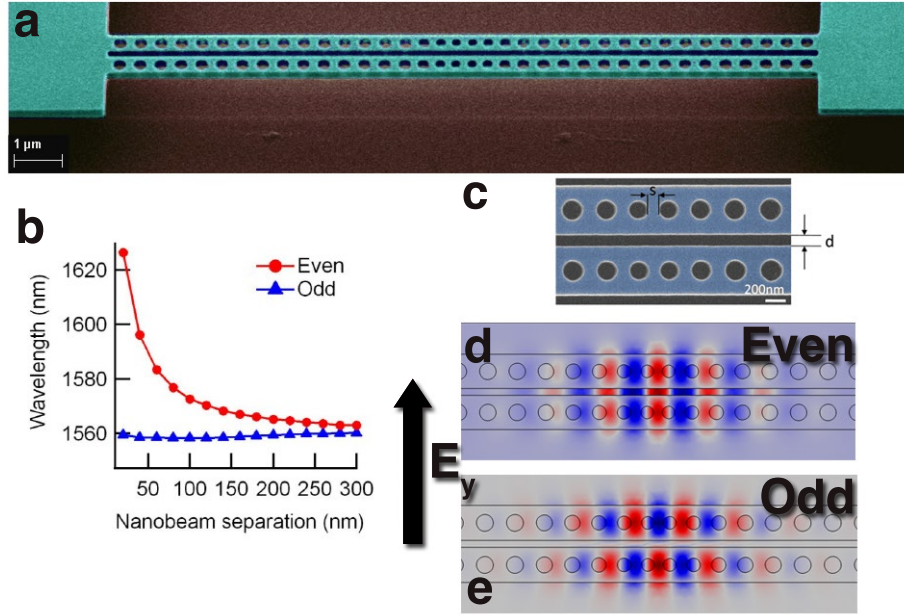 a
1 µm
b
Wavelength (nm)
1620
1600
1580
1560
Even
Odd
50 100 150 200 250 300
Nanobeam separation (nm)
Ey
c
s
d
200nm
d
Even
Odd
e